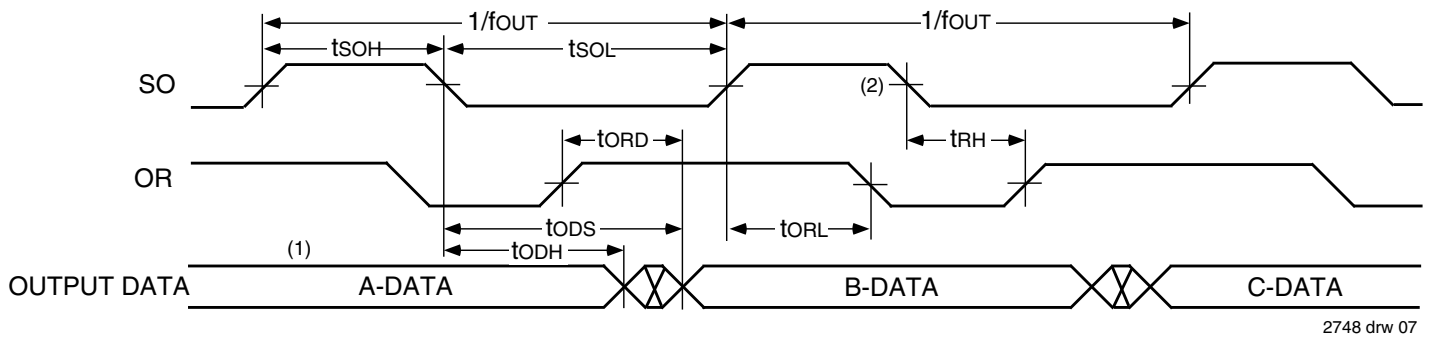 1/fOUT
1/fOUT
tSOH
tSOL
SO
(2)
tORD
tRH
OR
tODS
tORL
(1)
tODH
OUTPUT DATA
A-DATA
B-DATA
C-DATA
2748 drw 07